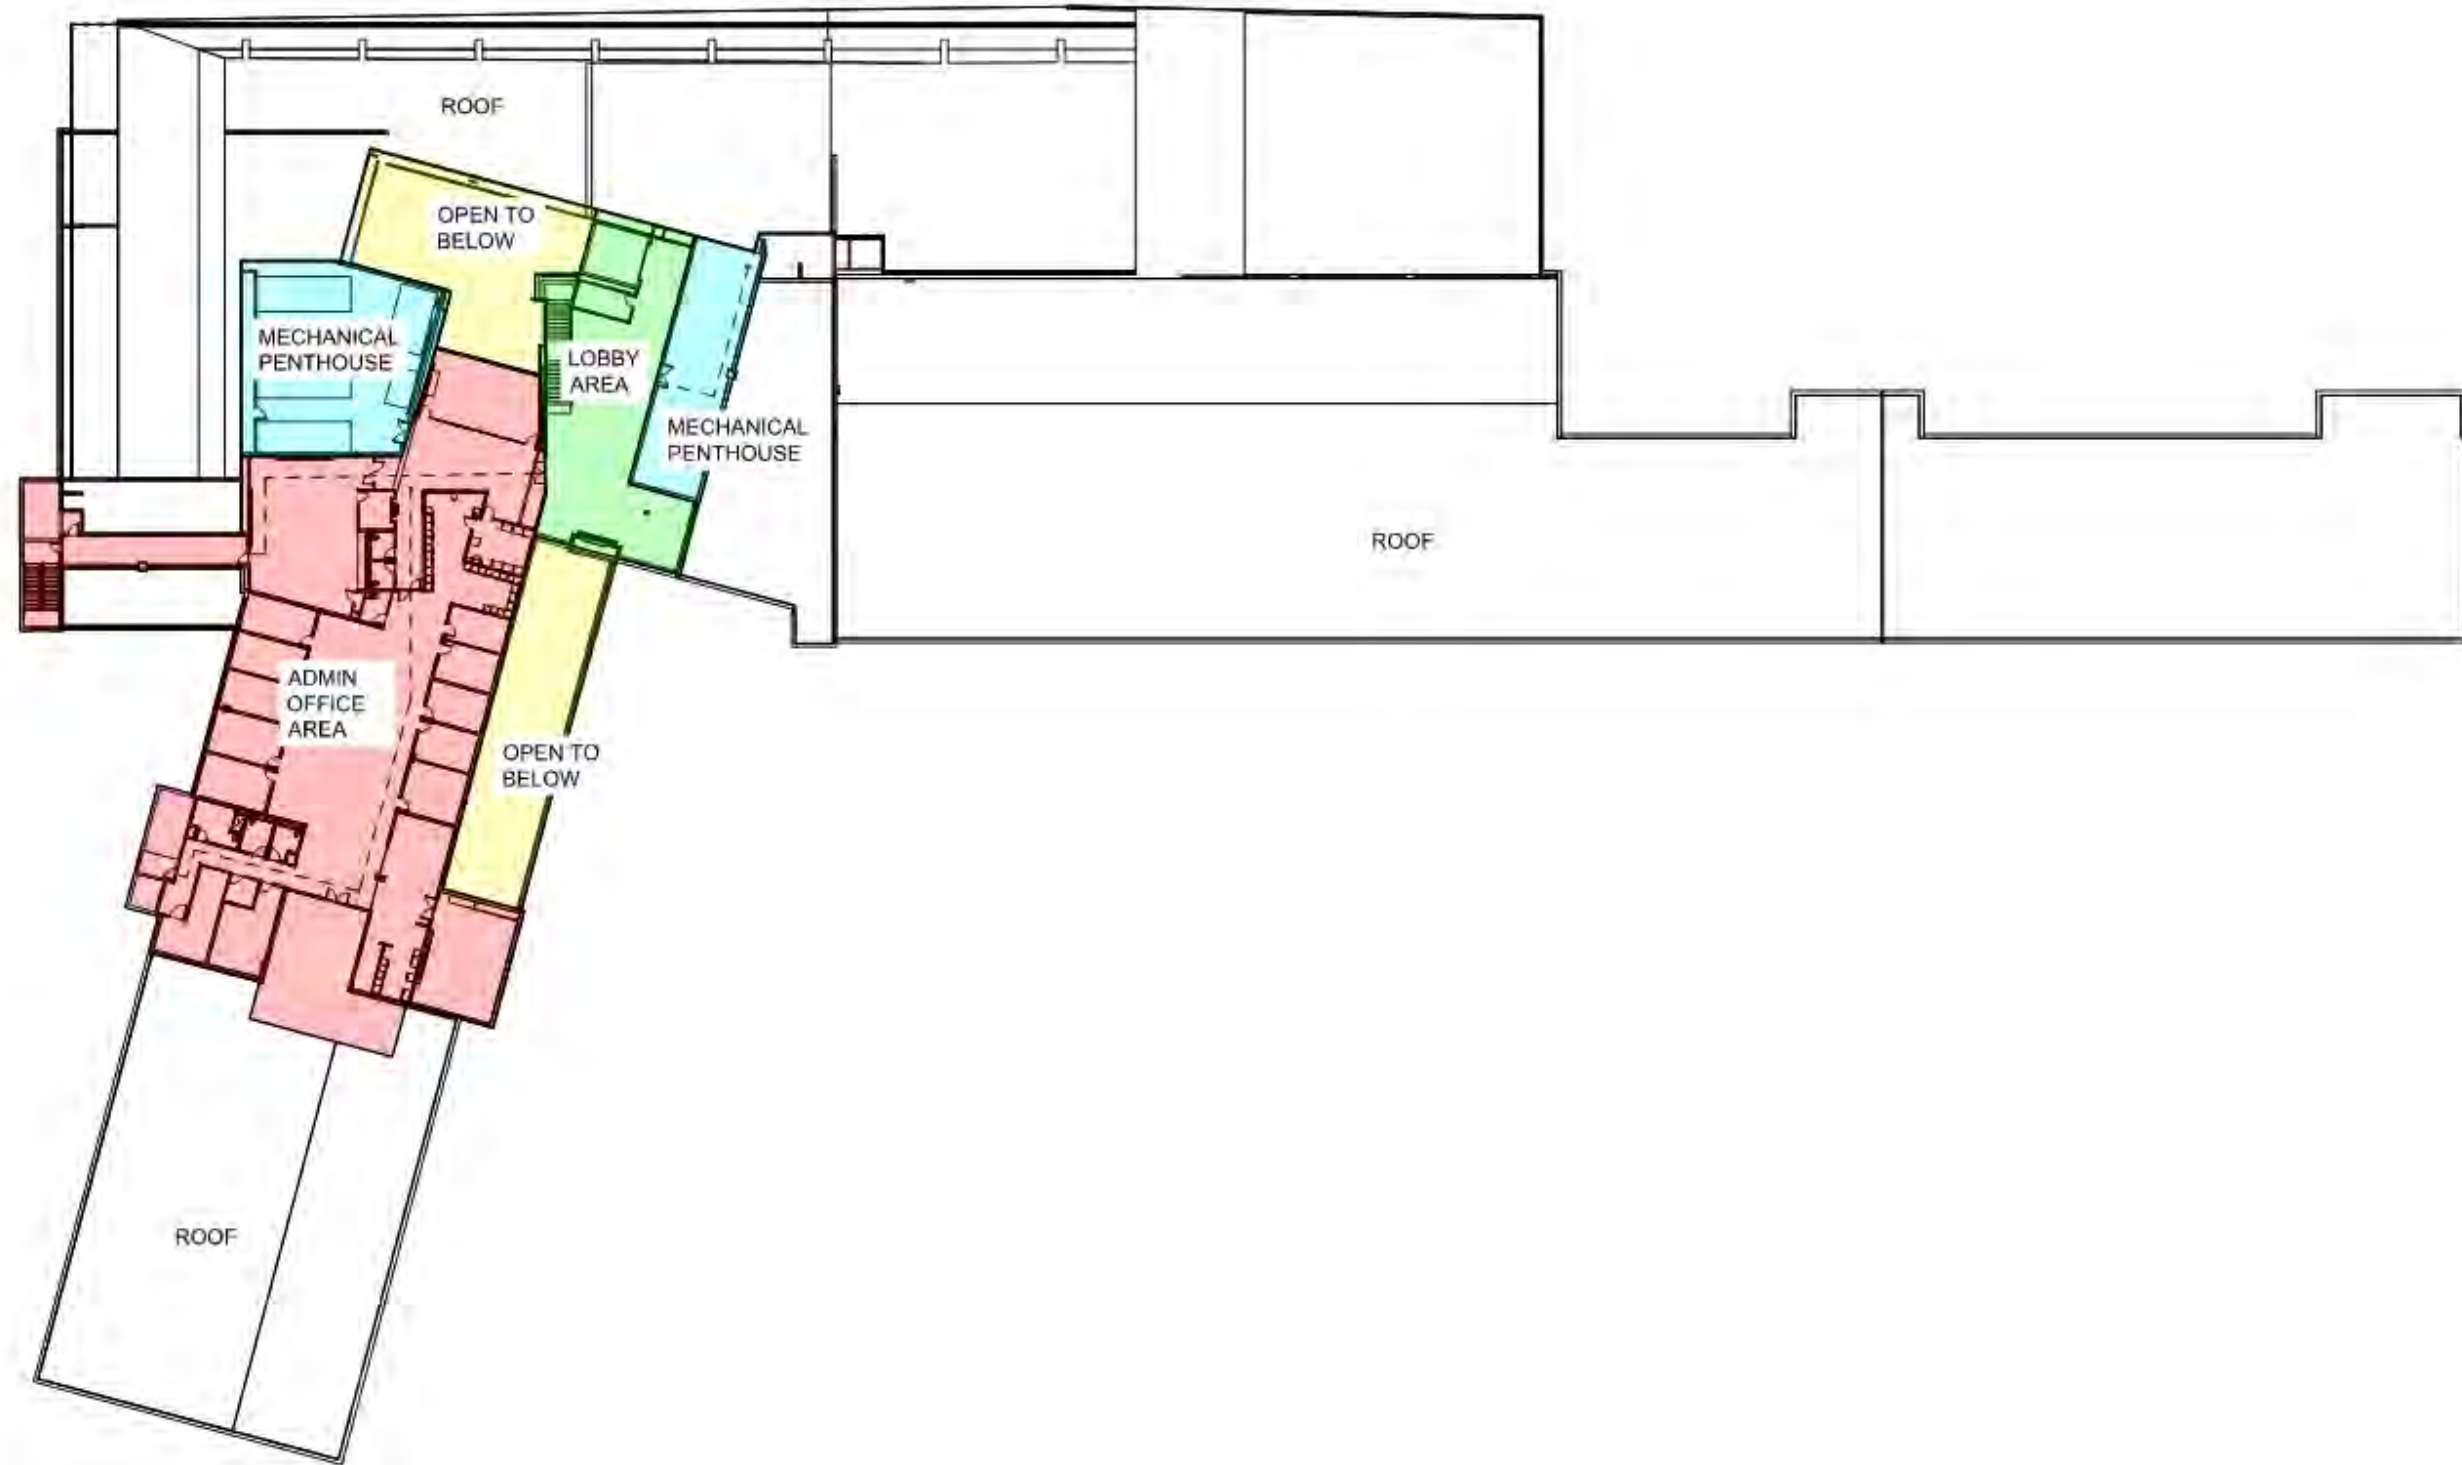 ROOF
OPEN TO
BELOW
MECHANICAL
PENTHOUSE
LOBBY
AREA
MECHANICAL
PENTHOUSE
ROOF
ADMIN
OFFICE
AREA
OPEN TO
BELOW
ROOF